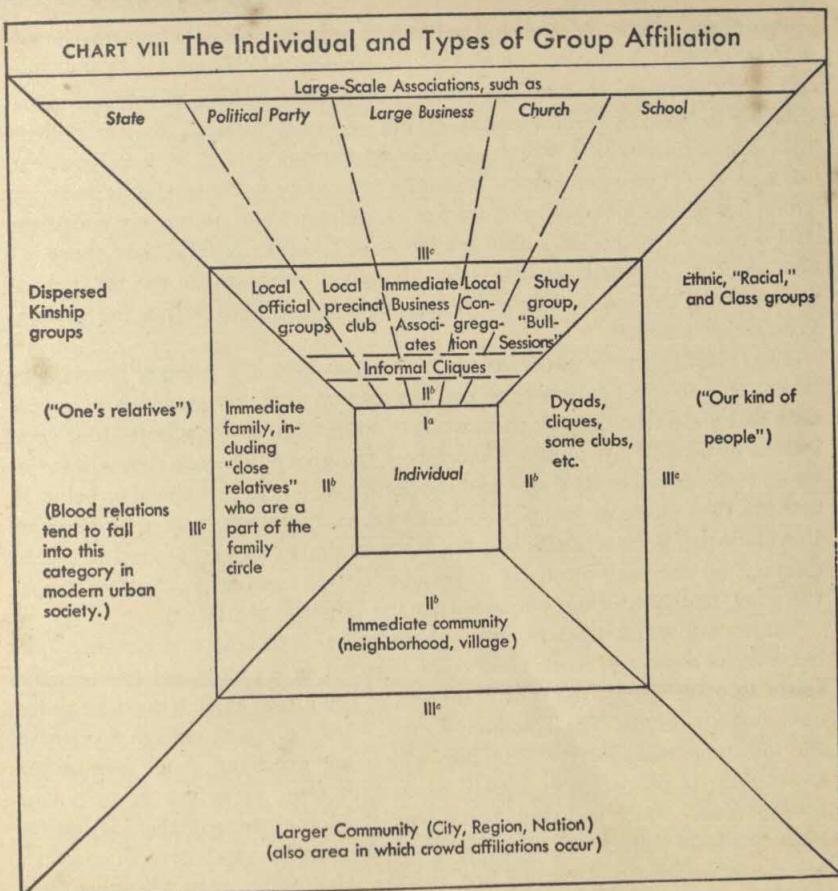 CHART VIII The Individual and Types of Group Affiliation
Large-Scale Associations, such as
State Political Party Large Business Church School
IIIc
Dispersed
Kinship
groups
("One's relatives")
(Blood relations
tend to fall
into this
category in
modern urban
society.)
IIIc
Local
official
groups
Local
precinct
club
Immediate
Business
Associ-
ates
Local
Con-
grega-
tion
Study
group,
"Bull-
Sessions"
Informal Cliques
IIb
Immediate
family, in-
cluding
"close
relatives"
who are a
part of the
family
circle
IIb
Ia
Individual
Dyads,
cliques,
some clubs,
etc.
IIb
Ethnic, "Racial,"
and Class groups
("Our kind of
people")
IIIc
IIb
Immediate community
(neighborhood, village)
IIIc
Larger Community (City, Region, Nation)
(also area in which crowd affiliations occur)